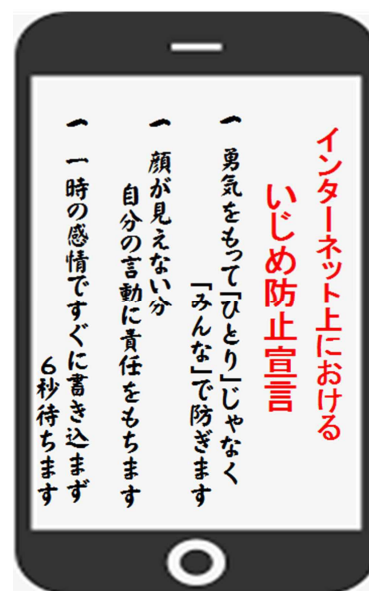 インターネット上における
いじめ防止宣言
一 勇気をもって「ひとり」じゃなく
「みんな」で防ぎます
一 顔が見えない分
自分の言動に責任をもちます
一 一時の感情ですぐに書き込まず
６秒待ちます